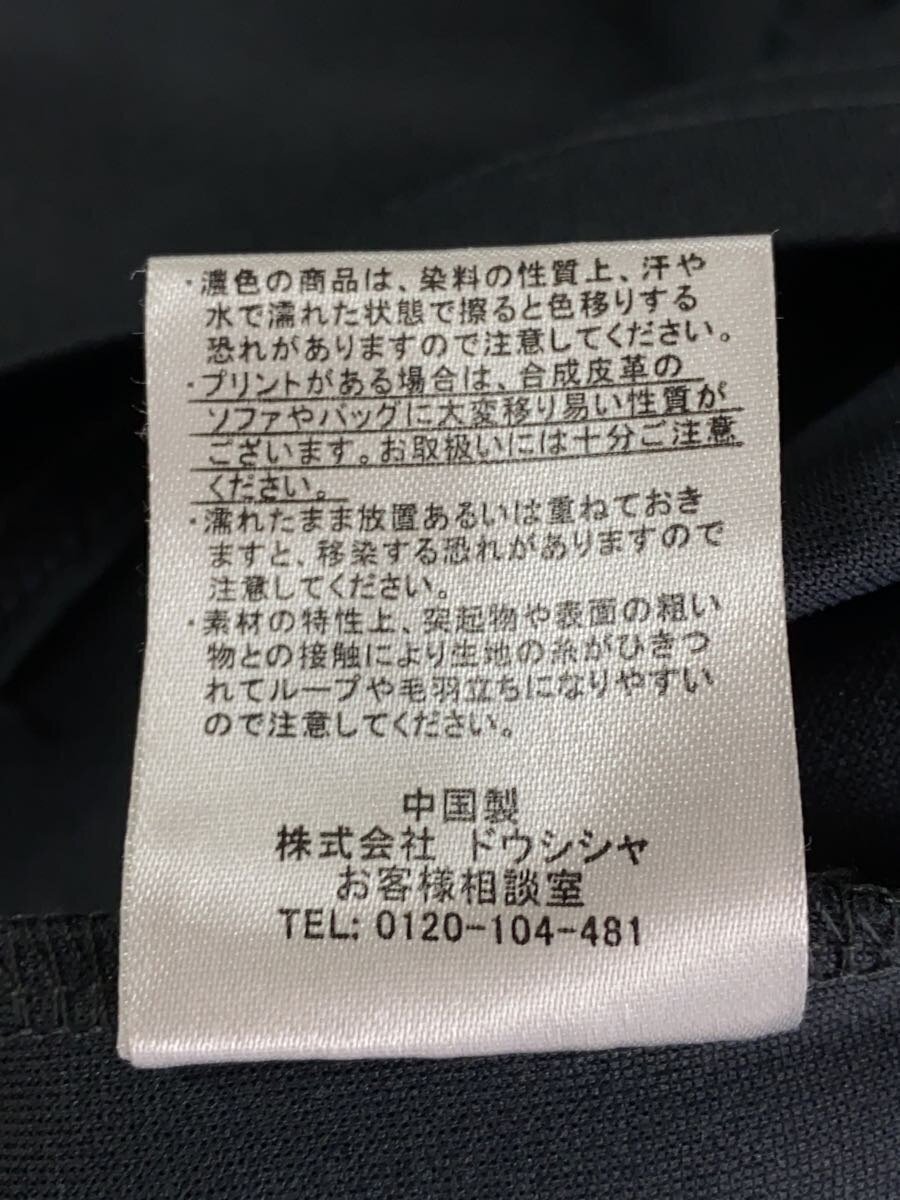 ・濃色の商品は、染料の性質上、汗や
水で濡れた状態で擦ると色移りする
恐れがありますので注意してください。
・プリントがある場合は、合成皮革の
ソファやバッグに大変移り易い性質が
ございます。お取扱いには十分ご注意
ください。
・濡れたまま放置あるいは重ねておき
ますと、移染する恐れがありますので
注意してください。
・素材の特性上、突起物や表面の粗い
物との接触により生地の糸がひきつ
れてループや毛羽立ちになりやすい
ので注意してください。
中国製
株式会社 ドウシシャ
お客様相談室
TEL: 0120-104-481